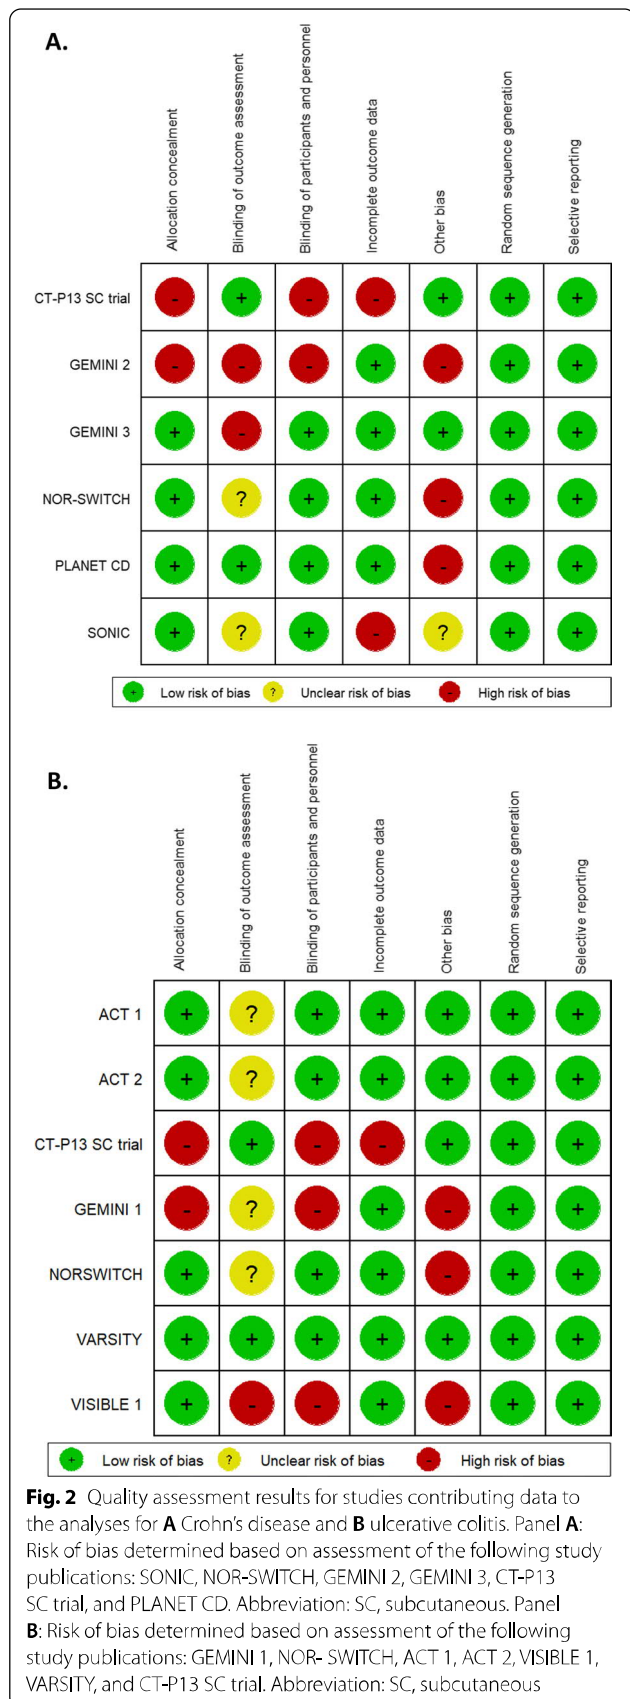 A.
Allocation concealment
Blinding of outcome assessment
Blinding of participants and personnel
Incomplete outcome data
Other bias
Random sequence generation
Selective reporting
CT-P13 SC trial - + - - + + +
GEMINI 2 - - - + - + +
GEMINI 3 + - + + + + +
NOR-SWITCH + ? + + - + +
PLANET CD + + + + - + +
SONIC + ? + - ? + +
+ Low risk of bias ? Unclear risk of bias - High risk of bias
B.
Allocation concealment
Blinding of outcome assessment
Blinding of participants and personnel
Incomplete outcome data
Other bias
Random sequence generation
Selective reporting
ACT 1 + ? + + + + +
ACT 2 + ? + + + + +
CT-P13 SC trial - + - - + + +
GEMINI 1 - ? - + - + +
NORSWITCH + ? + + - + +
VARSITY + + + + + + +
VISIBLE 1 + - - + - + +
+ Low risk of bias ? Unclear risk of bias - High risk of bias
Fig. 2 Quality assessment results for studies contributing data to
the analyses for A Crohn's disease and B ulcerative colitis. Panel A:
Risk of bias determined based on assessment of the following study
publications: SONIC, NOR-SWITCH, GEMINI 2, GEMINI 3, CT-P13
SC trial, and PLANET CD. Abbreviation: SC, subcutaneous. Panel
B: Risk of bias determined based on assessment of the following
study publications: GEMINI 1, NOR- SWITCH, ACT 1, ACT 2, VISIBLE 1,
VARSITY, and CT-P13 SC trial. Abbreviation: SC, subcutaneous